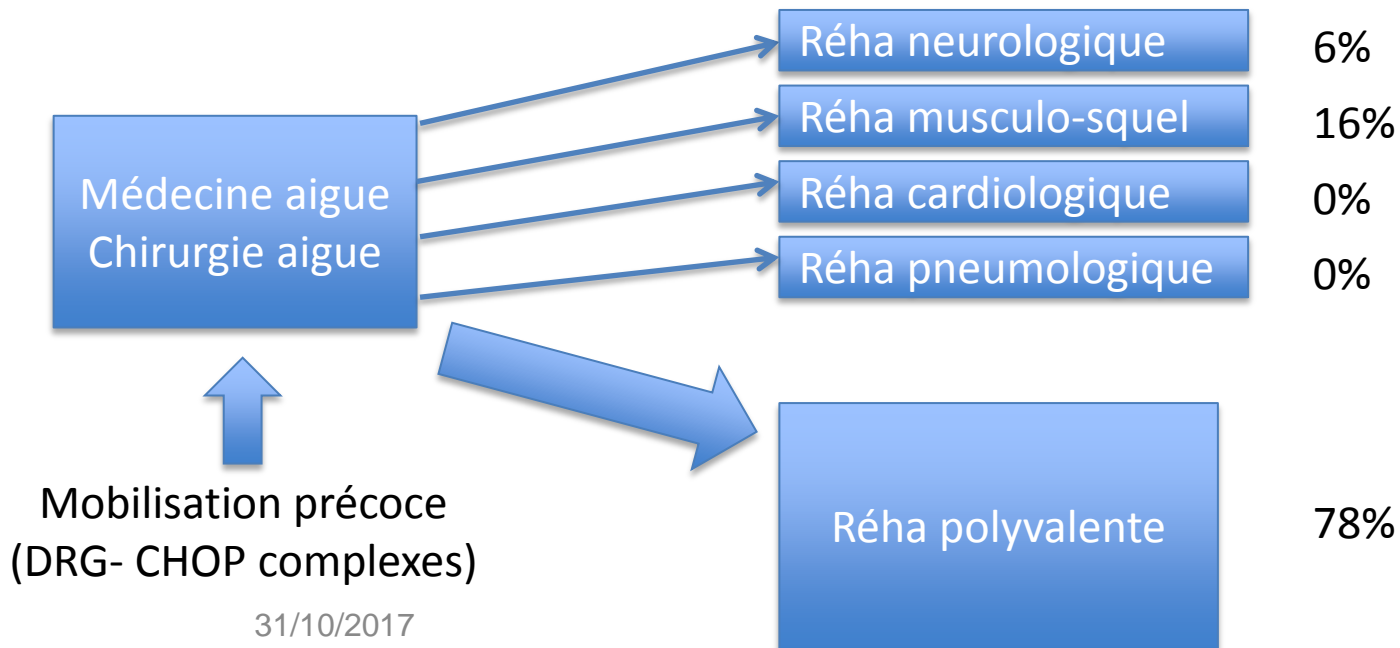 Réha neurologique 6%
Réha musculo-squel 16%
Réha cardiologique 0%
Réha pneumologique 0%
Médecine aigue
Chirurgie aigue
Mobilisation précoce
(DRG- CHOP complexes)
Réha polyvalente 78%
31/10/2017